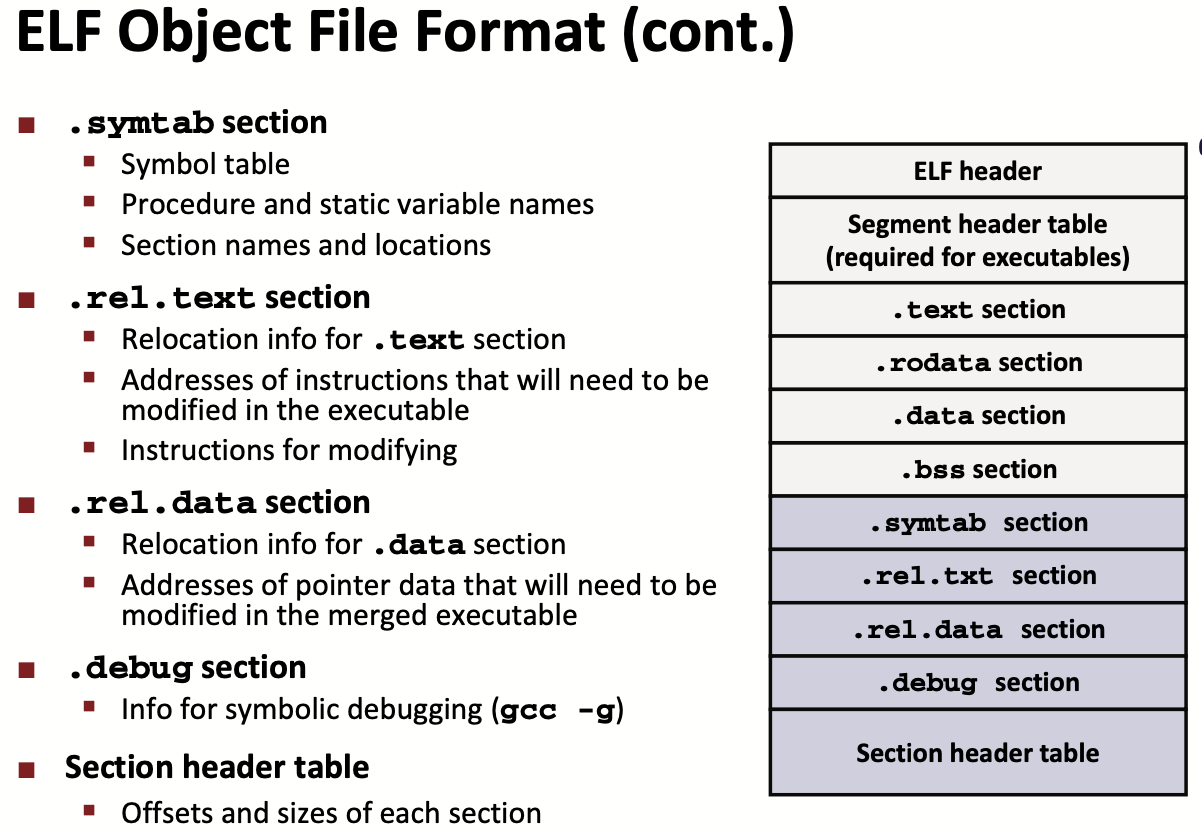 ELF Object File Format (cont.)
.symtab section
Symbol table
Procedure and static variable names
Section names and locations
.rel.text section
Relocation info for .text section
Addresses of instructions that will need to be
modified in the executable
Instructions for modifying
.rel.data section
Relocation info for .data section
Addresses of pointer data that will need to be
modified in the merged executable
.debug section
Info for symbolic debugging (gcc -g)
Section header table
Offsets and sizes of each section
ELF header
Segment header table
(required for executables)
.text section
.rodata section
.data section
.bss section
.symtab section
.rel.txt section
.rel.data section
.debug section
Section header table